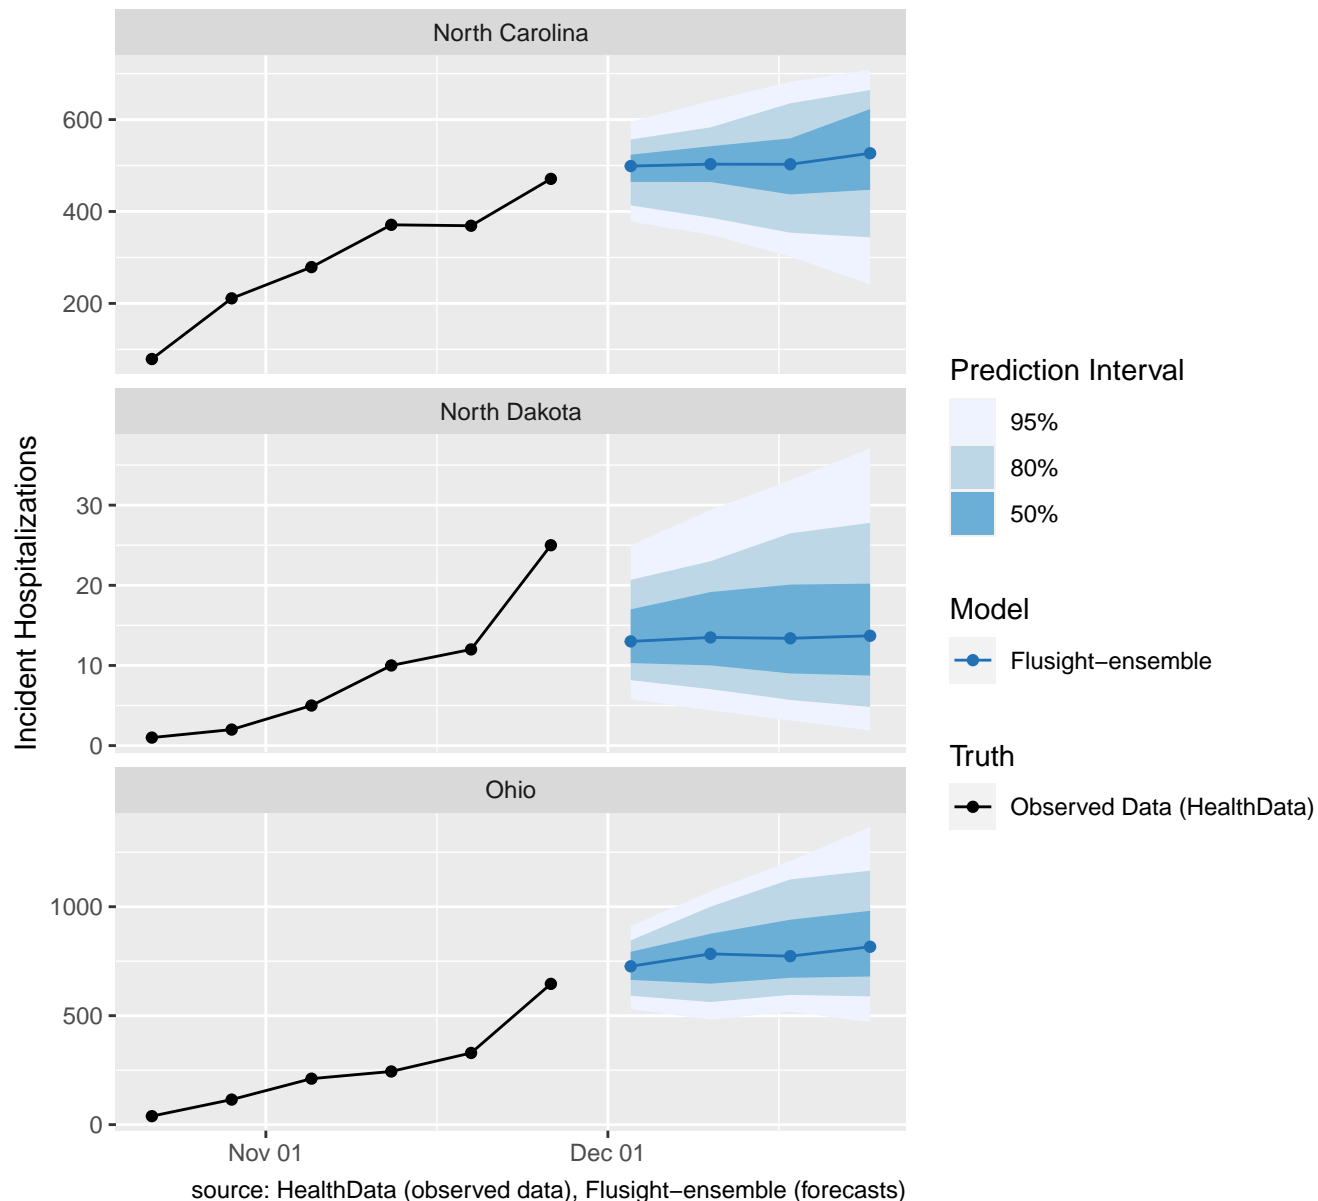 North Carolina
600
400
200
North Dakota
30
20
10
0
Ohio
1000
500
0
Nov 01
Dec 01
Incident Hospitalizations
source: HealthData (observed data), Flusight−ensemble (forecasts)
Prediction Interval
95%
80%
50%
Model
Flusight−ensemble
Truth
Observed Data (HealthData)